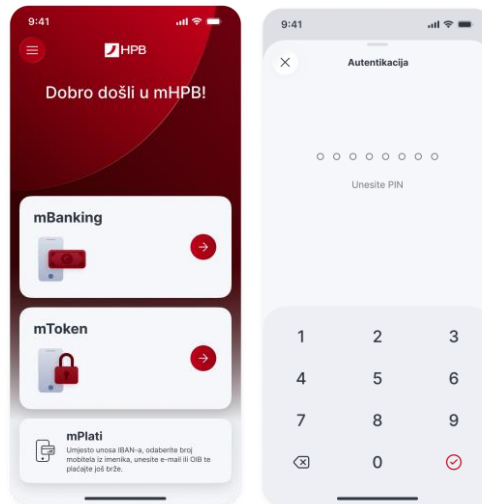 9:41
HPB
Dobro došli u mHPB!
mBanking
mToken
mPlati
Umjesto unosa IBAN-a, odaberite broj
mobitela iz imenika, unesite e-mail ili OIB te
plaćajte još brže.
9:41
Autentikacija
Unesite PIN
1 2 3
4 5 6
7 8 9
0